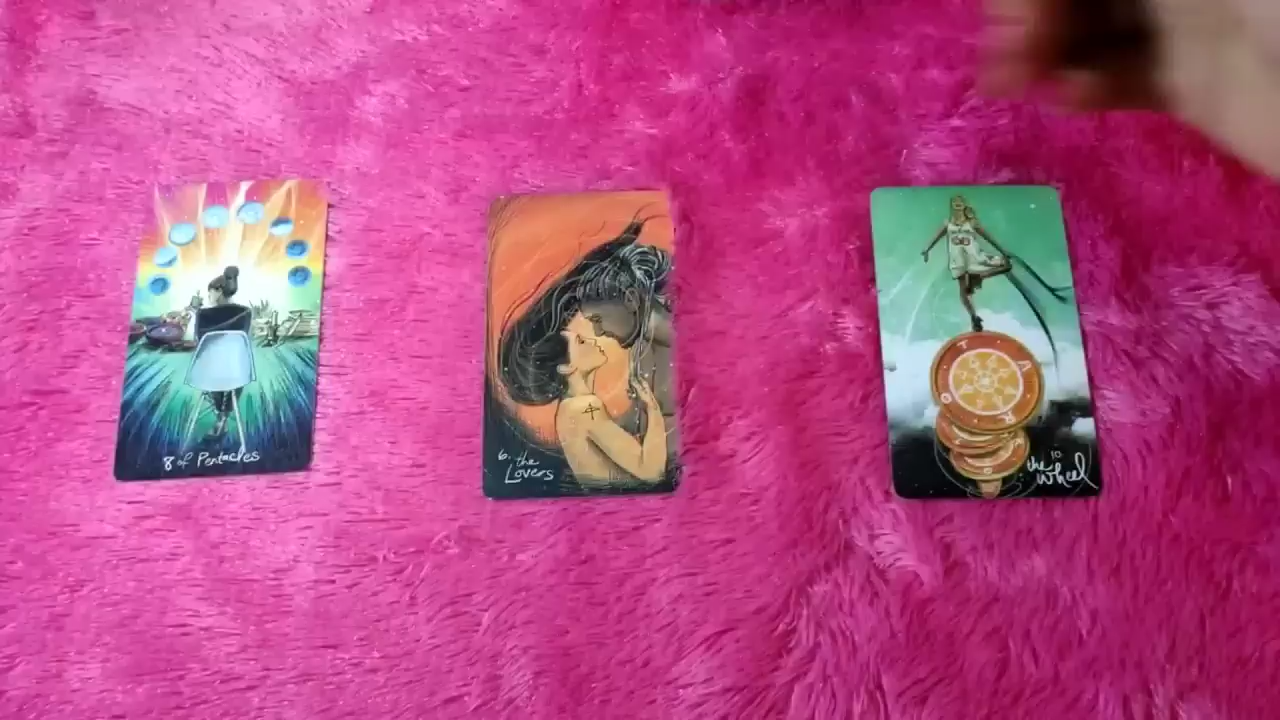 8 of Pentacles
6. the
Lovers
T
A
R
O
10
the
wheel